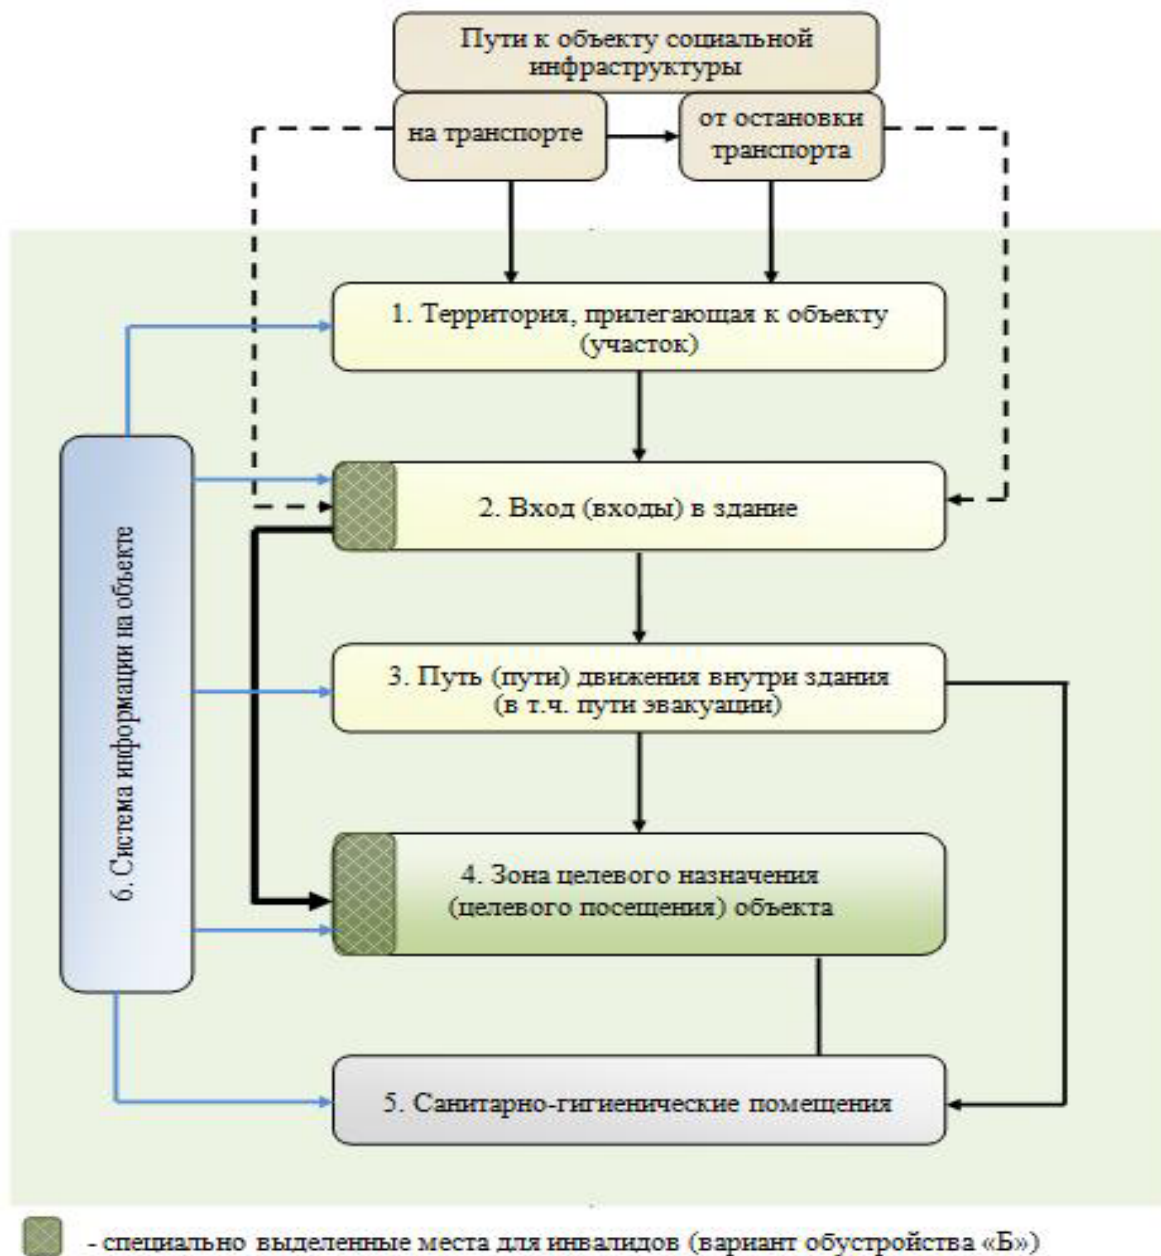 Пути к объекту социальной
инфраструктуры
на транспорте
от остановки
транспорта
1. Территория, прилегающая к объекту
(участок)
2. Вход (входы) в здание
3. Путь (пути) движения внутри здания
(в т.ч. пути эвакуации)
4. Зона целевого назначения
(целевого посещения) объекта
5. Санитарно-гигиенические помещения
6. Система информации на объекте
- специально выделенные места для инвалидов (вариант обустройства «Б»)